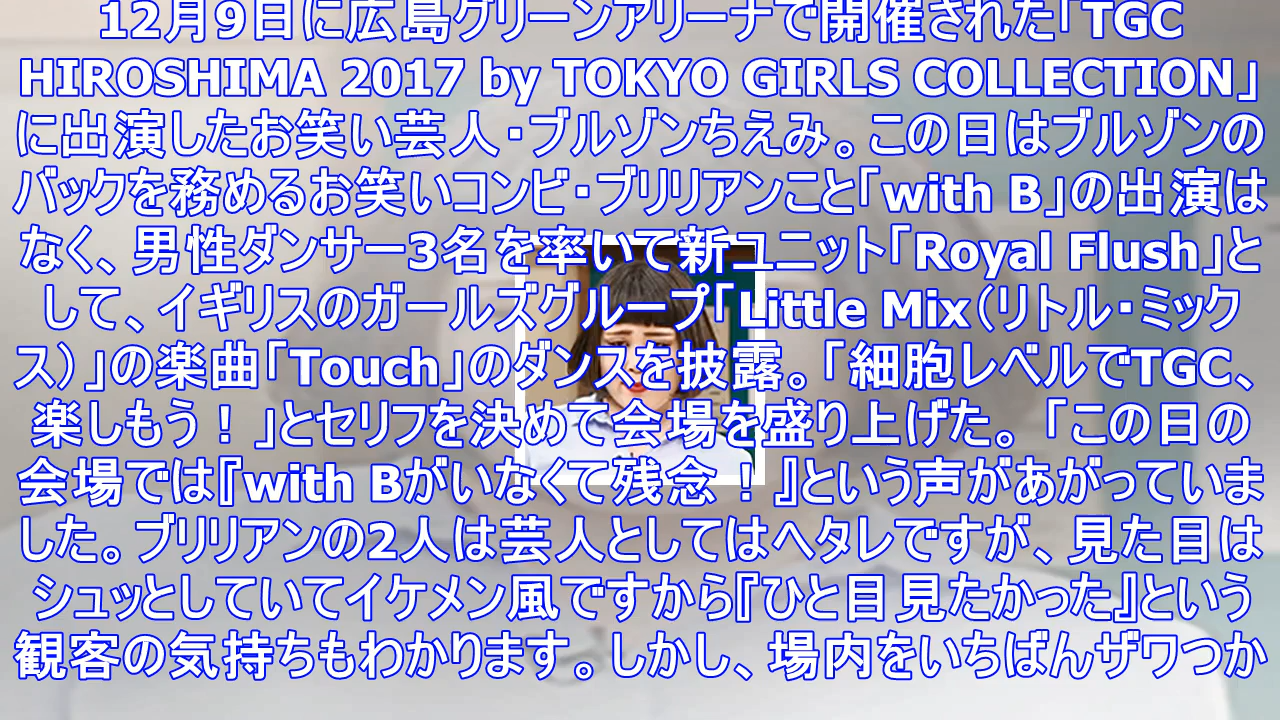 12月9日に広島グリーンアリーナで開催された「TGC
HIROSHIMA 2017 by TOKYO GIRLS COLLECTION」
に出演したお笑い芸人・ブルゾンちえみ。この日はブルゾンの
バックを務めるお笑いコンビ・ブリリアンこと「with B」の出演は
なく、男性ダンサー3名を率いて新ユニット「Royal Flush」と
して、イギリスのガールズグループ「Little Mix（リトル・ミック
ス）」の楽曲「Touch」のダンスを披露。「細胞レベルでTGC、
楽しもう！」とセリフを決めて会場を盛り上げた。「この日の
会場では『with Bがいなくて残念！』という声があがっていま
した。ブリリアンの2人は芸人としてはヘタレですが、見た目は
シュッとしていてイケメン風ですから『ひと目見たかった』という
観客の気持ちもわかります。しかし、場内をいちばんザワつか